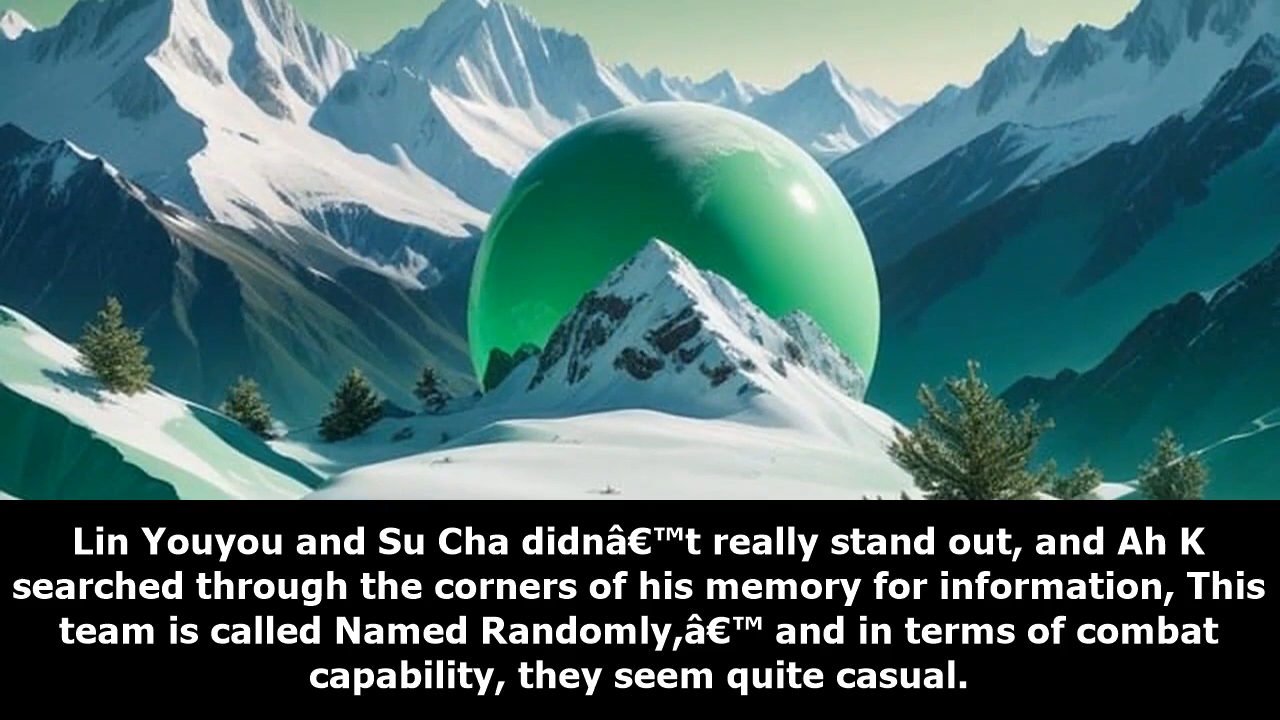 Lin Youyou and Su Cha didnâ€™t really stand out, and Ah K
searched through the corners of his memory for information, This
team is called Named Randomly,â€™ and in terms of combat
capability, they seem quite casual.